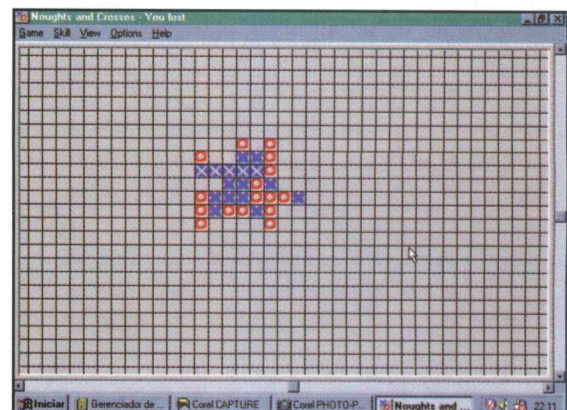 Noughts and Crosses - You lost
Game Skill View Options Help
Iniciar Gerenciador de ... Corel CAPTURE Corel PHOTO-P... Noughts and ... 22:11